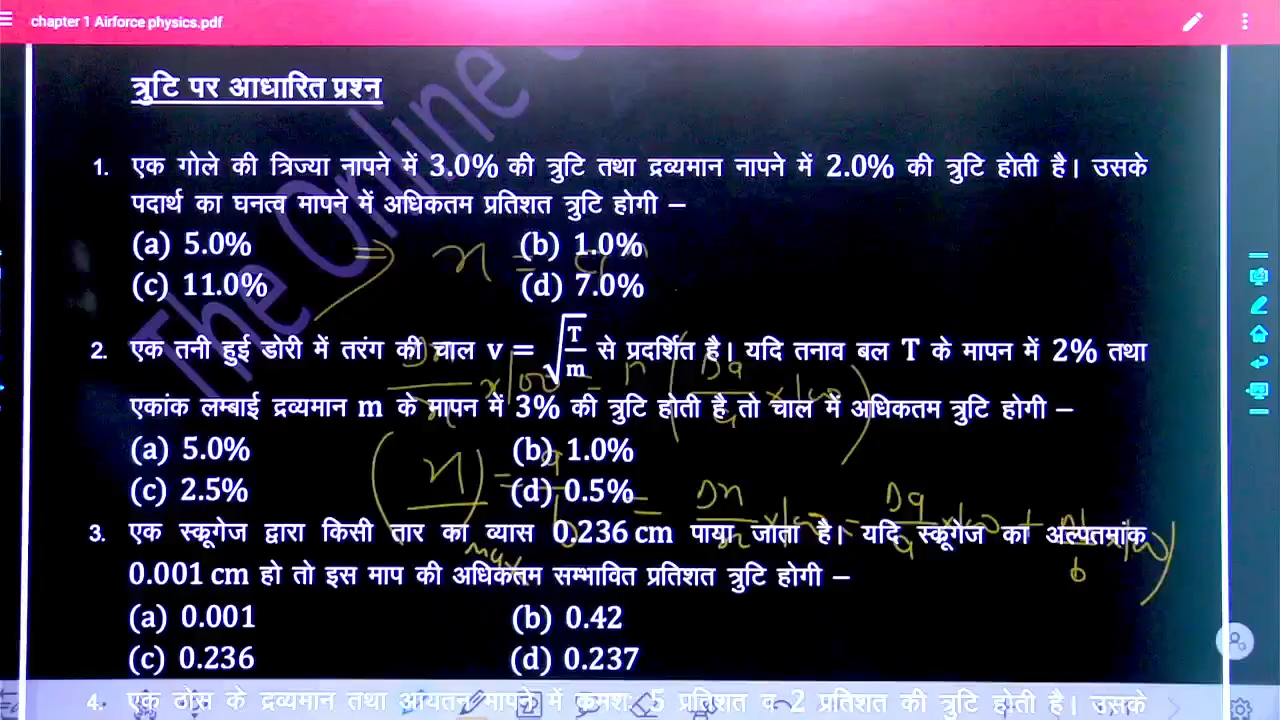 chapter 1 Airforce physics.pdf
त्रुटि पर आधारित प्रश्न
1. एक गोले की त्रिज्या नापने में 3.0% की त्रुटि तथा द्रव्यमान नापने में 2.0% की त्रुटि होती है। उसके
पदार्थ का घनत्व मापने में अधिकतम प्रतिशत त्रुटि होगी –
(a) 5.0% (b) 1.0%
(c) 11.0% (d) 7.0%
2. एक तनी हुई डोरी में तरंग की चाल v = √T/m से प्रदर्शित है। यदि तनाव बल T के मापन में 2% तथा
एकांक लम्बाई द्रव्यमान m के मापन में 3% की त्रुटि होती है तो चाल में अधिकतम त्रुटि होगी –
(a) 5.0% (b) 1.0%
(c) 2.5% (d) 0.5%
3. एक स्क्रूगेज द्वारा किसी तार का व्यास 0.236 cm पाया जाता है। यदि स्क्रूगेज का अल्पतमांक
0.001 cm हो तो इस माप की अधिकतम सम्भावित प्रतिशत त्रुटि होगी –
(a) 0.001 (b) 0.42
(c) 0.236 (d) 0.237
4. एक ठोस के द्रव्यमान तथा आयतन मापने में क्रमश: 5 प्रतिशत व 2 प्रतिशत की त्रुटि होती है। उसके
The Online